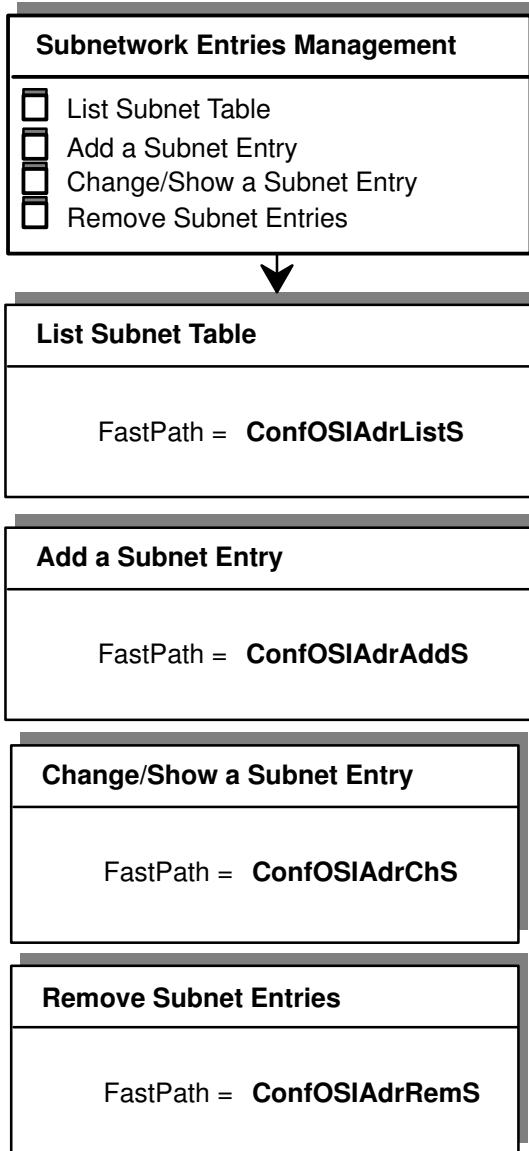 Subnetwork Entries Management
List Subnet Table
Add a Subnet Entry
Change/Show a Subnet Entry
Remove Subnet Entries
List Subnet Table
FastPath = ConfOSIAdrListS
Add a Subnet Entry
FastPath = ConfOSIAdrAddS
Change/Show a Subnet Entry
FastPath = ConfOSIAdrChS
Remove Subnet Entries
FastPath = ConfOSIAdrRemS